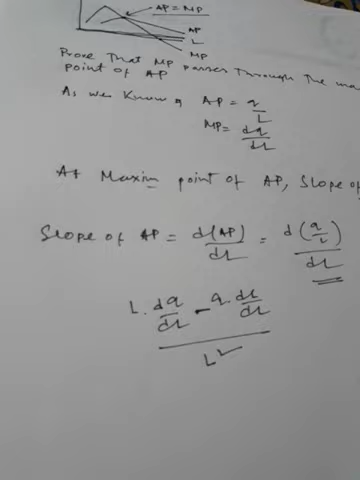 AP = MP
AP
L
MP
Prove That MP passes Through The
point of AP
As we know, AP = q/L
MP = dq/dL
At Maxim point of AP, Slope of
Slope of AP = d(AP)/dL = d(q/L)/dL
L. dq/dL - q. dL/dL
L²